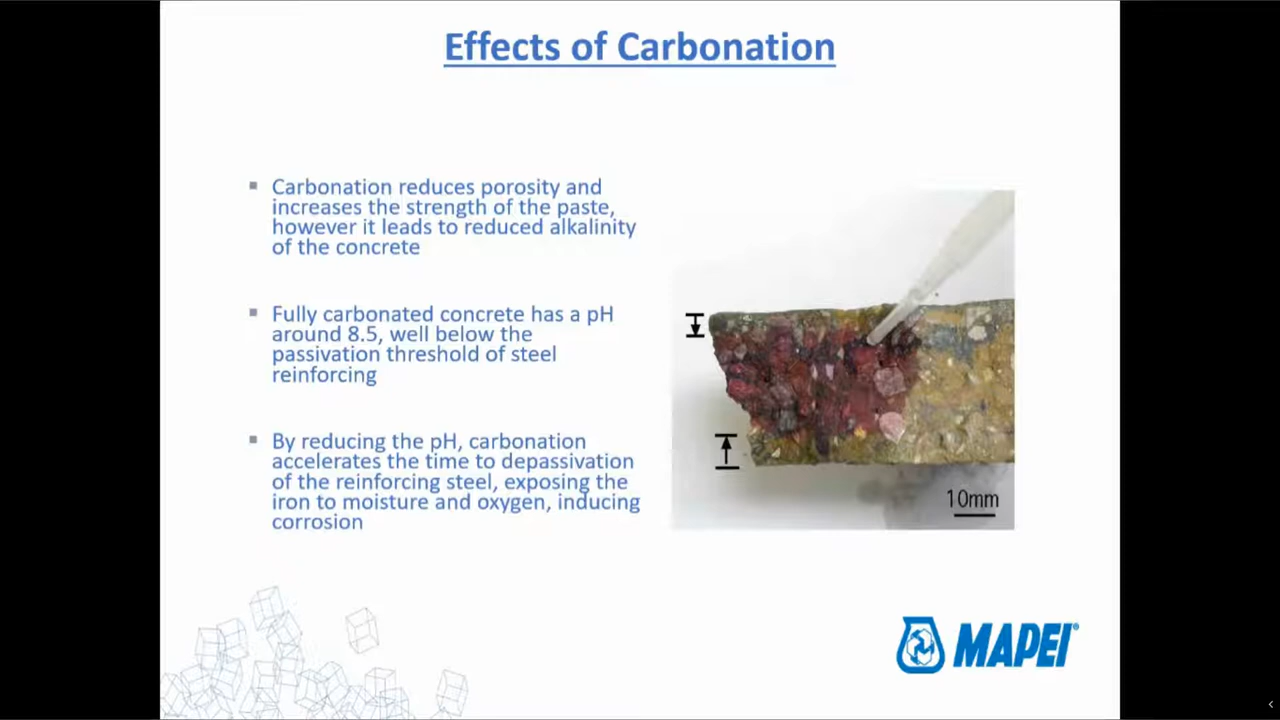 Effects of Carbonation
Carbonation reduces porosity and
increases the strength of the paste,
however it leads to reduced alkalinity
of the concrete
Fully carbonated concrete has a pH
around 8.5, well below the
passivation threshold of steel
reinforcing
By reducing the pH, carbonation
accelerates the time to depassivation
of the reinforcing steel, exposing the
iron to moisture and oxygen, inducing
corrosion
10mm
MAPEI®